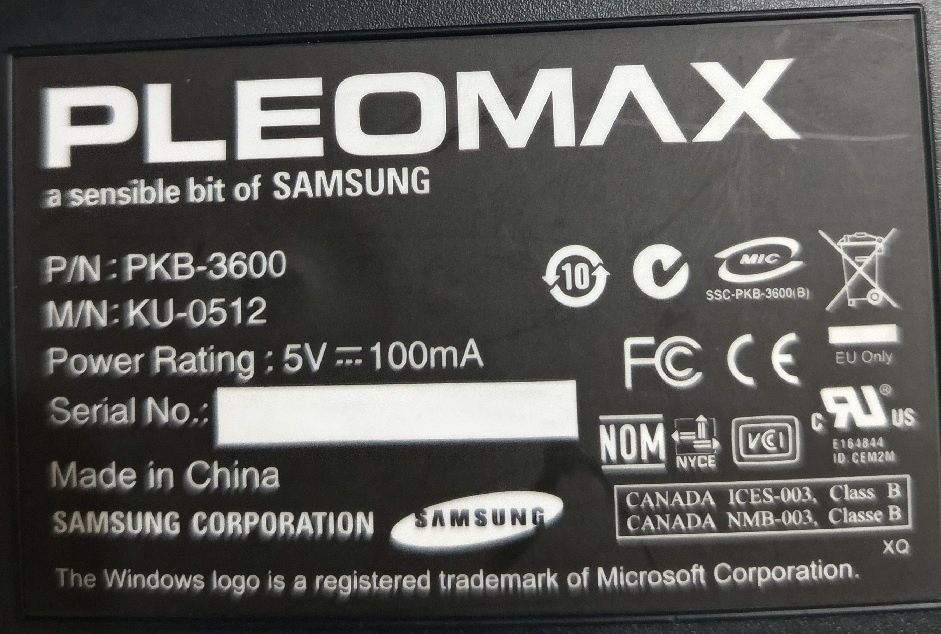 PLEOMAX
a sensible bit of SAMSUNG
P/N : PKB-3600
M/N: KU-0512
Power Rating : 5V ⎓ 100mA
Serial No.:
Made in China
SAMSUNG CORPORATION
SAMSUNG
10
MIC
SSC-PKB-3600(B)
FC CE
EU Only
NOM
NYCE
VCI
c RU ® US
E164844
ID:CEM2M
CANADA ICES-003, Class B
CANADA NMB-003, Classe B
XQ
The Windows logo is a registered trademark of Microsoft Corporation.